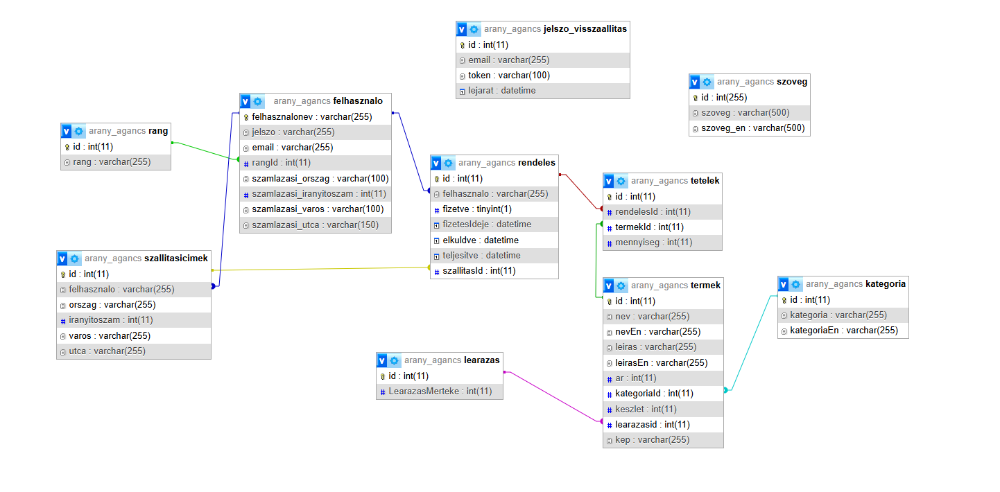 arany_agancs jelszo_visszaallitas
id : int(11)
email : varchar(255)
token : varchar(100)
lejarat : datetime
arany_agancs szoveg
id : int(255)
szoveg : varchar(500)
szoveg_en : varchar(500)
arany_agancs felhasznalo
felhasznalonev : varchar(255)
jelszo : varchar(255)
email : varchar(255)
rangId : int(11)
szamlazasi_orszag : varchar(100)
szamlazasi_iranyitoszam : int(11)
szamlazasi_varos : varchar(100)
szamlazasi_utca : varchar(150)
arany_agancs rang
id : int(11)
rang : varchar(255)
arany_agancs rendeles
id : int(11)
felhasznalo : varchar(255)
fizetve : tinyint(1)
fizetesIdeje : datetime
elkuldve : datetime
teljesitve : datetime
szallitasId : int(11)
arany_agancs tetelek
id : int(11)
rendelesId : int(11)
termekId : int(11)
mennyiseg : int(11)
arany_agancs szallitasicimek
id : int(11)
felhasznalo : varchar(255)
orszag : varchar(255)
iranyitoszam : int(11)
varos : varchar(255)
utca : varchar(255)
arany_agancs termek
id : int(11)
nev : varchar(255)
nevEn : varchar(255)
leiras : varchar(255)
leirasEn : varchar(255)
ar : int(11)
kategoriaId : int(11)
keszlet : int(11)
learazasid : int(11)
kep : varchar(255)
arany_agancs kategoria
id : int(11)
kategoria : varchar(255)
kategoriaEn : varchar(255)
arany_agancs learazas
id : int(11)
LearazasMerteke : int(11)